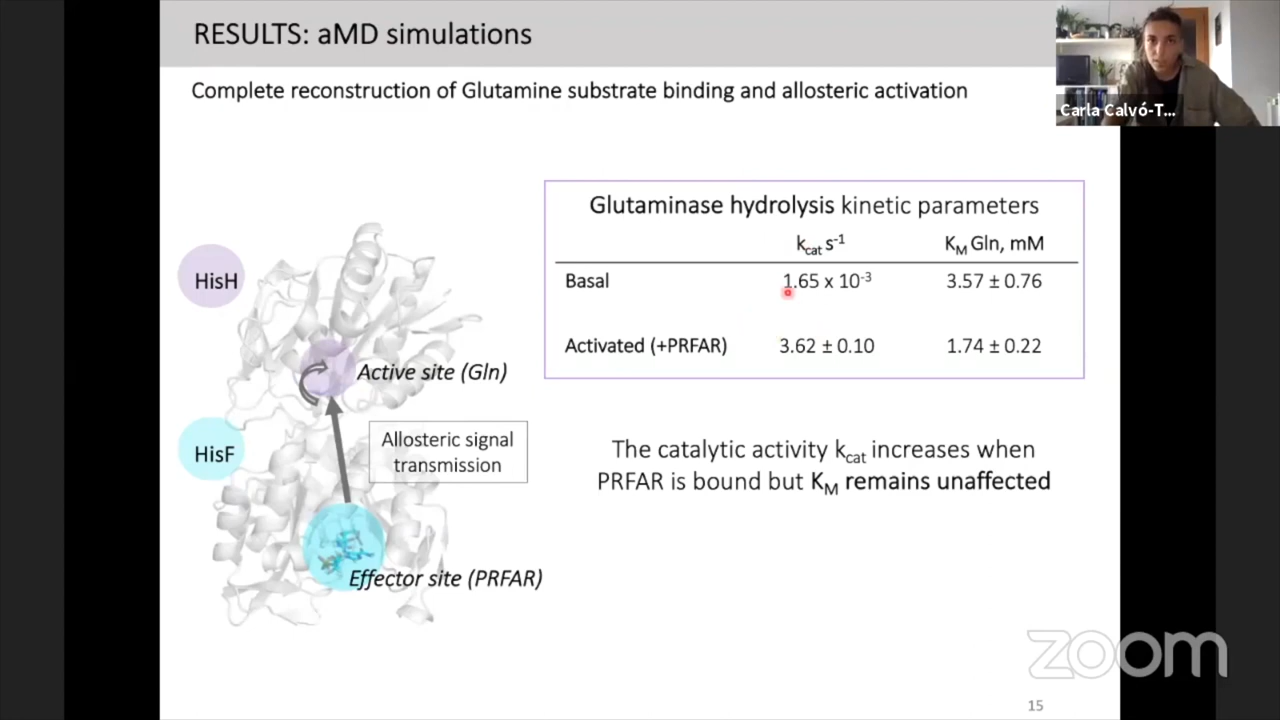 RESULTS: aMD simulations
Complete reconstruction of Glutamine substrate binding and allosteric activation
Carla Calvó-T...
Glutaminase hydrolysis kinetic parameters
k_cat s⁻¹ K_M Gln, mM
Basal 1.65 x 10⁻³ 3.57 ± 0.76
Activated (+PRFAR) 3.62 ± 0.10 1.74 ± 0.22
HisH
Active site (Gln)
HisF
Allosteric signal
transmission
Effector site (PRFAR)
The catalytic activity k_cat increases when
PRFAR is bound but K_M remains unaffected
zoom
15